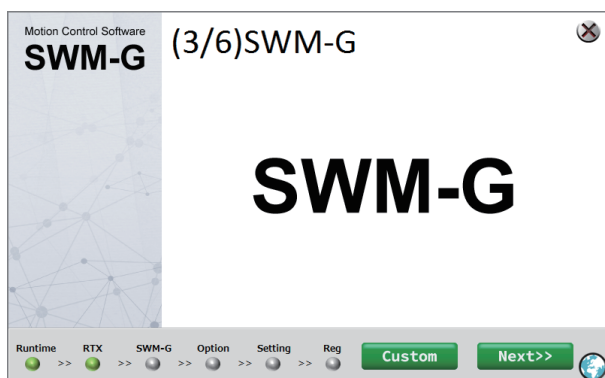 Motion Control Software
SWM-G
(3/6)SWM-G
SWM-G
Runtime >> RTX >> SWM-G >> Option >> Setting >> Reg
Custom
Next>>